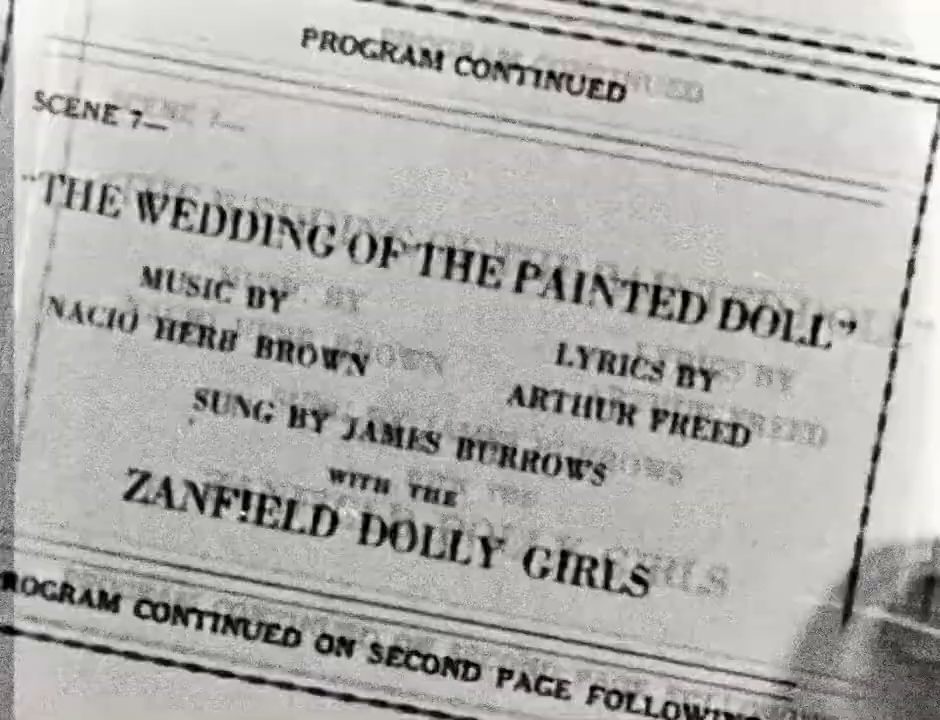 PROGRAM CONTINUED
SCENE 7—
"THE WEDDING OF THE PAINTED DOLL"
MUSIC BY
NACIO HERB BROWN
LYRICS BY
ARTHUR FREED
SUNG BY JAMES BURROWS
WITH THE
ZANFIELD DOLLY GIRLS
ROGRAM CONTINUED ON SECOND PAGE FOLLOWING